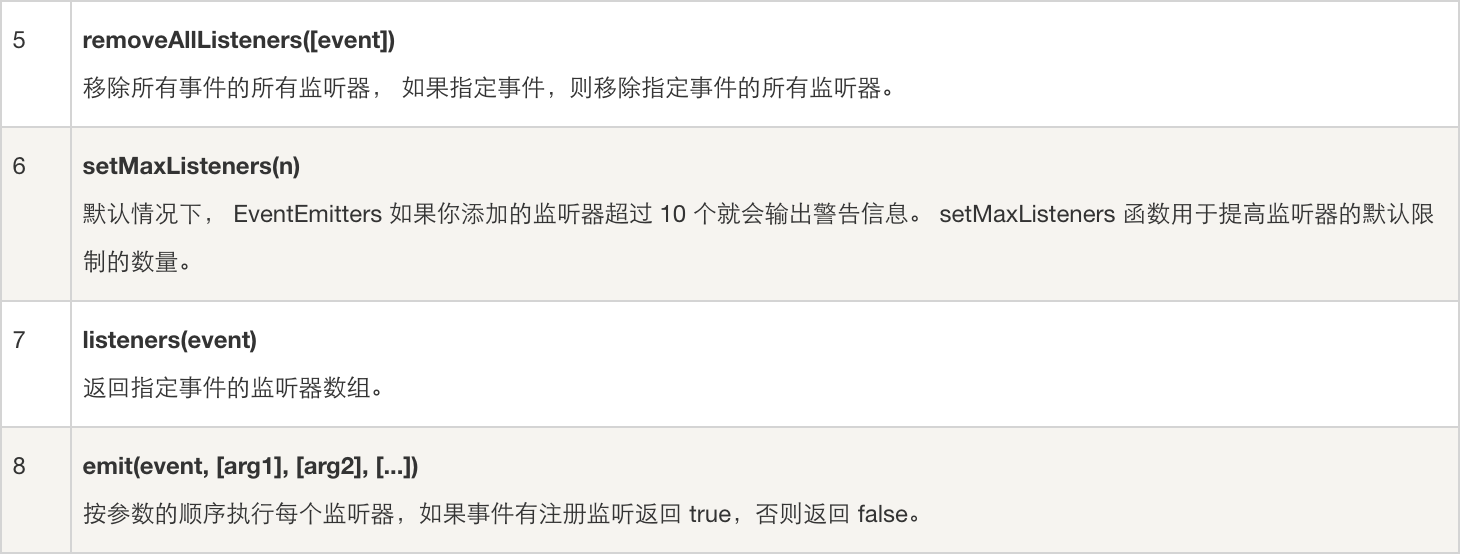 5
removeAllListeners([event])
移除所有事件的所有监听器， 如果指定事件，则移除指定事件的所有监听器。
6
setMaxListeners(n)
默认情况下， EventEmitters 如果你添加的监听器超过 10 个就会输出警告信息。 setMaxListeners 函数用于提高监听器的默认限
制的数量。
7
listeners(event)
返回指定事件的监听器数组。
8
emit(event, [arg1], [arg2], [...])
按参数的顺序执行每个监听器，如果事件有注册监听返回 true，否则返回 false。